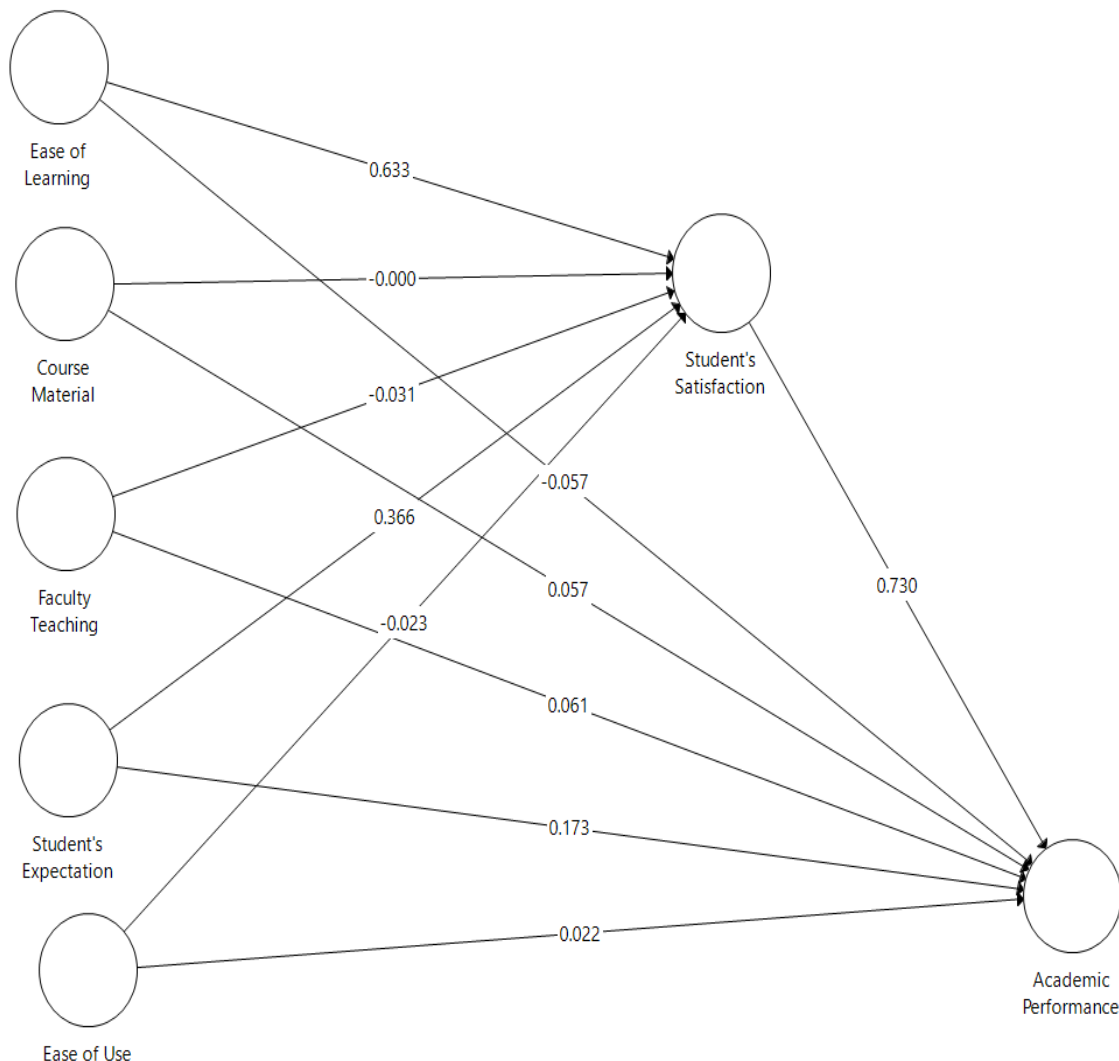 Ease of
Learning
0.633
-0.000
Course
Material
Student's
Satisfaction
-0.031
Faculty
Teaching
-0.057
0.366
0.057
0.730
-0.023
0.061
Student's
Expectation
0.173
0.022
Academic
Performance
Ease of Use